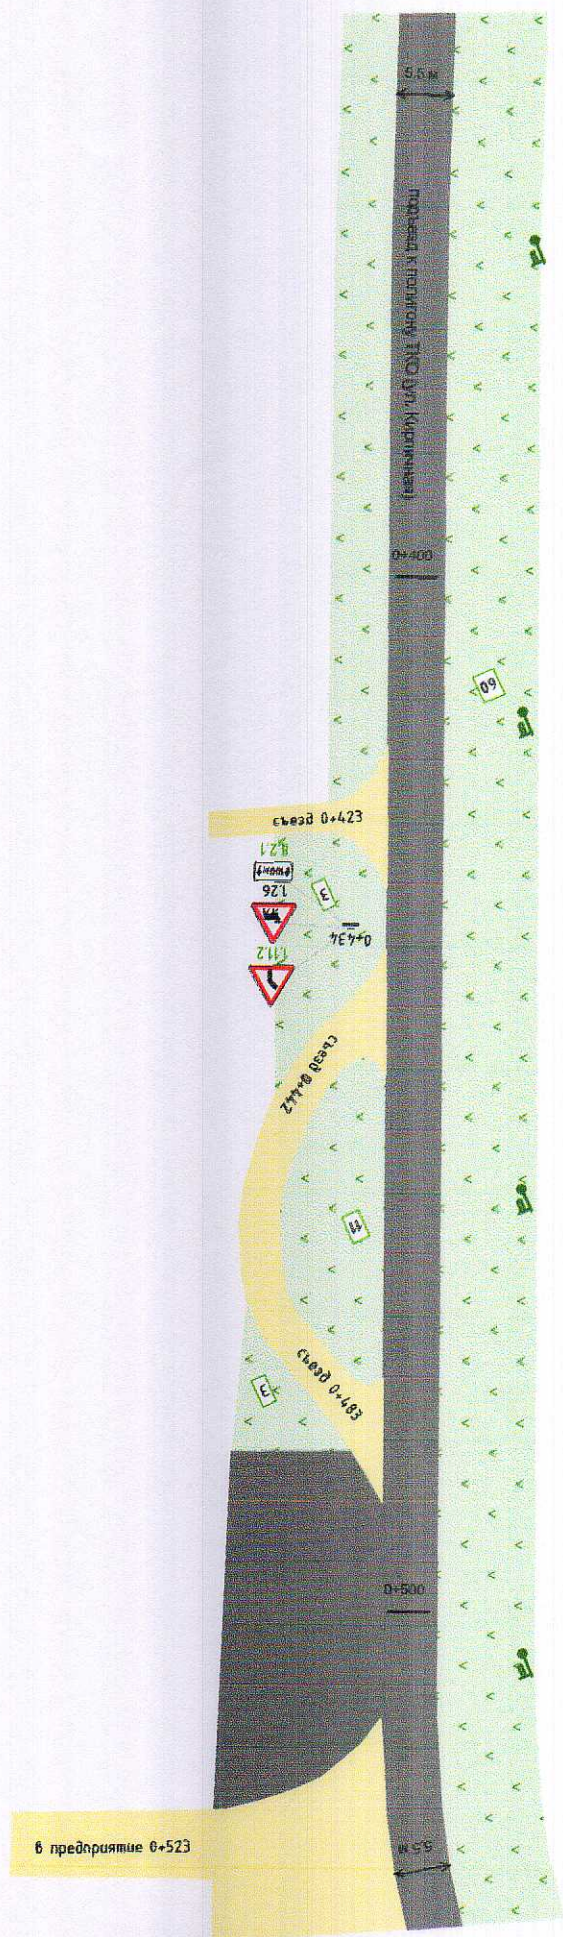 5.5 м
подъезд к полигону ТКО (ул. Кирпичная)
0+400
60
съезд 0+423
8.2.1
1.26
3
0+434
1.11.2
съезд 0+442
11
съезд 0+483
3
0+500
в предприятие 0+523
5.5 м